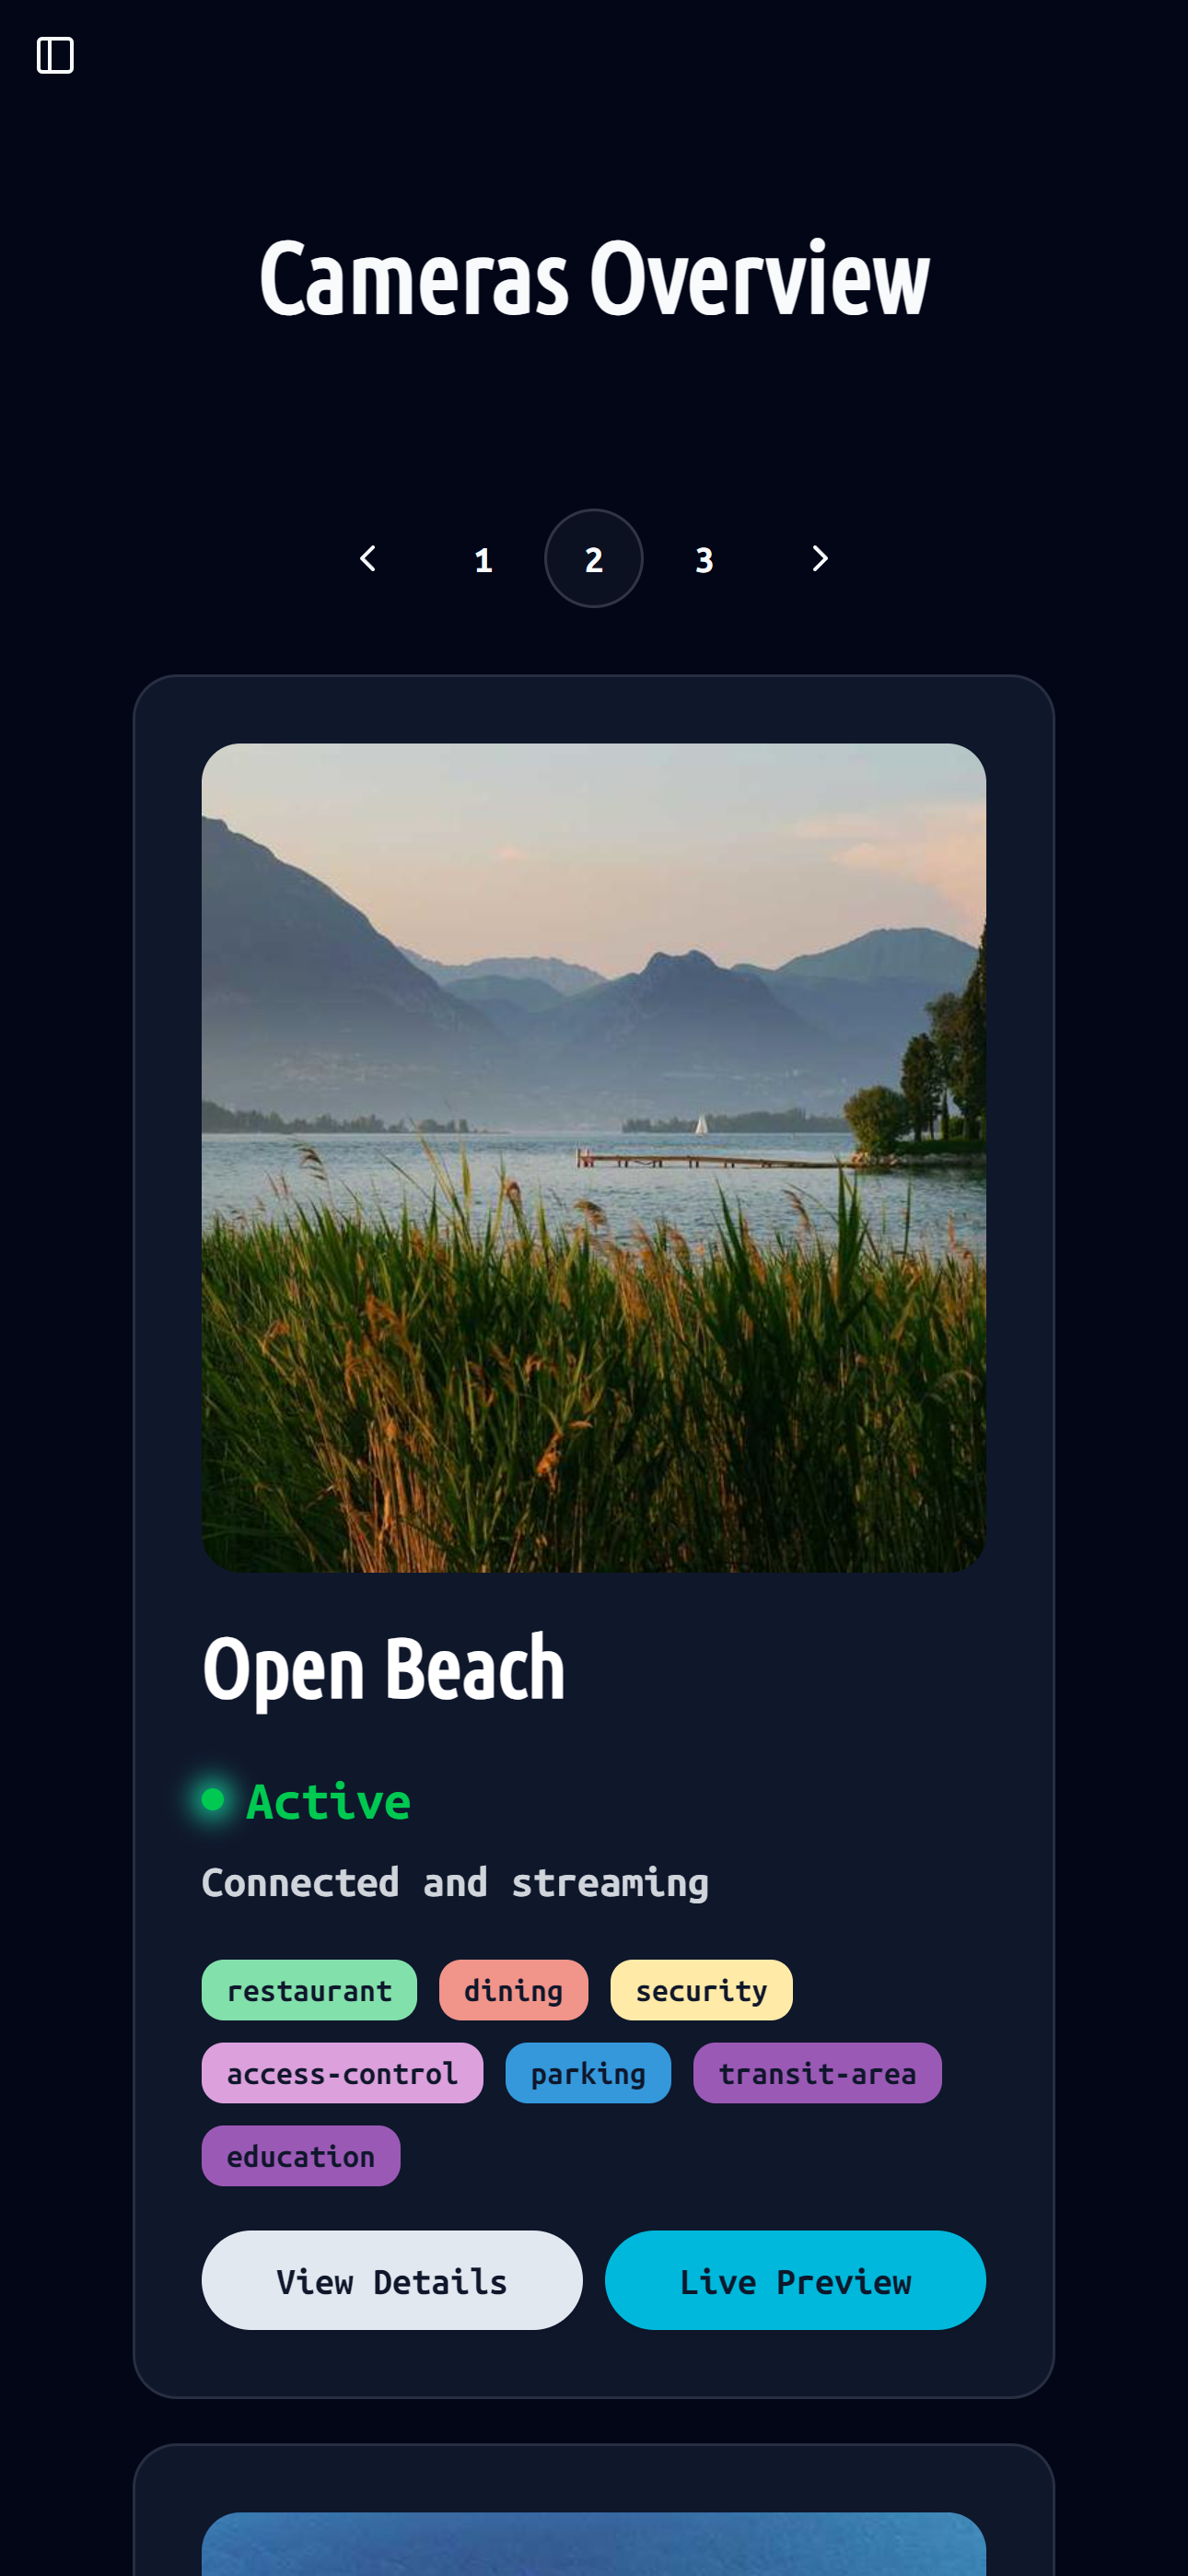 Cameras Overview
1 2 3
Open Beach
Active
Connected and streaming
restaurant dining security
access-control parking transit-area
education
View Details Live Preview